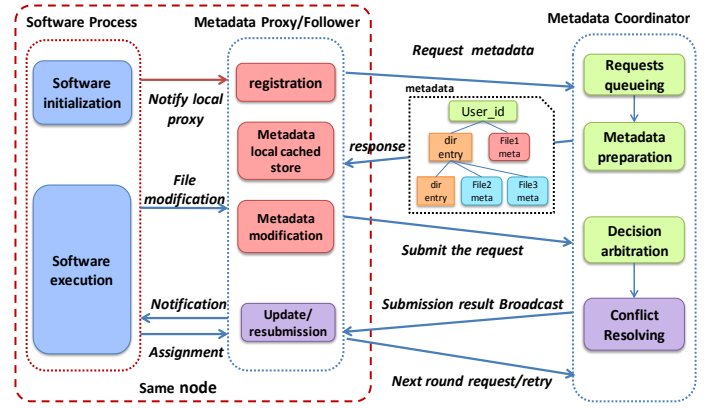 Software Process
Metadata Proxy/Follower
Metadata Coordinator
Software
initialization
Notify local
proxy
registration
Request metadata
Requests
queueing
metadata
User_id
dir
entry
File1
meta
dir
entry
File2
meta
File3
meta
response
Metadata
local cached
store
Metadata
preparation
File
modification
Metadata
modification
Submit the request
Decision
arbitration
Software
execution
Notification
Assignment
Update/
resubmission
Submission result Broadcast
Conflict
Resolving
Next round request/retry
Same node